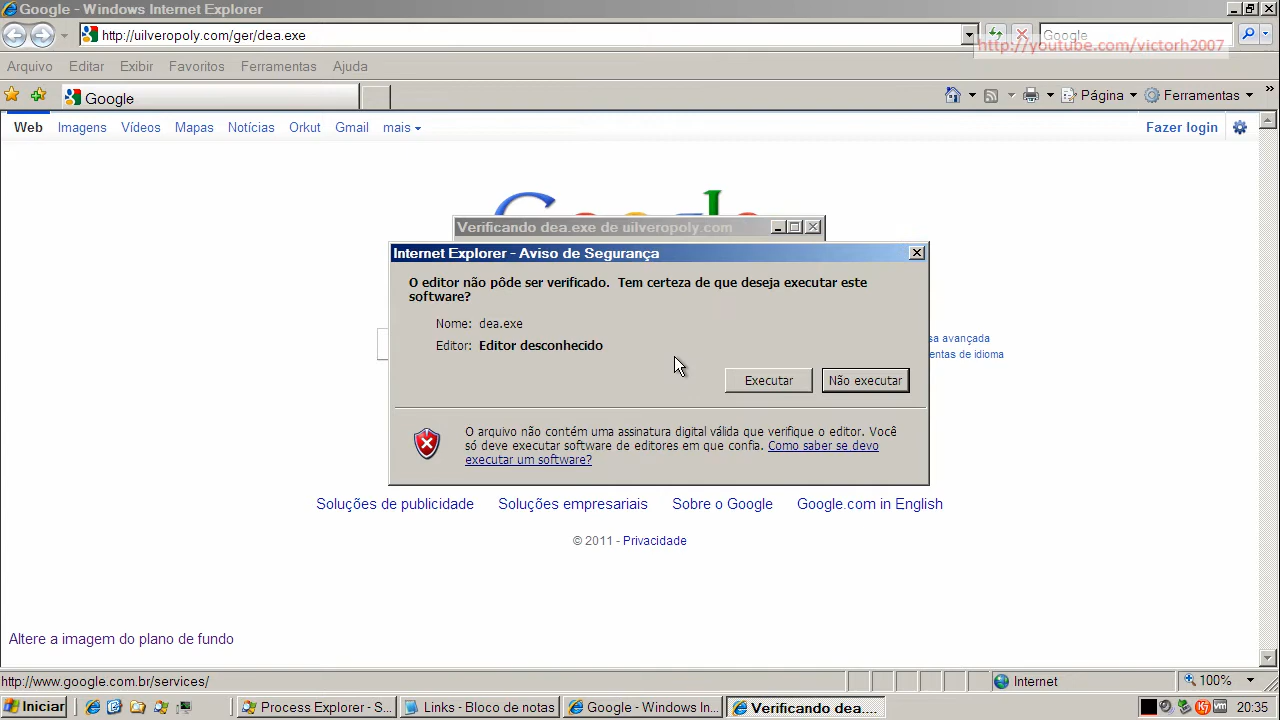 Google - Windows Internet Explorer
http://uilveropoly.com/ger/dea.exe
Google
http://youtube.com/victorh2007
Arquivo Editar Exibir Favoritos Ferramentas Ajuda
Google
Página Ferramentas
Web Imagens Vídeos Mapas Notícias Orkut Gmail mais
Fazer login
Verificando dea.exe de uilveropoly.com
Internet Explorer - Aviso de Segurança
O editor não pôde ser verificado. Tem certeza de que deseja executar este
software?
Nome: dea.exe
Editor: Editor desconhecido
Executar Não executar
avançada
de idioma
O arquivo não contém uma assinatura digital válida que verifique o editor. Você
só deve executar software de editores em que confia. Como saber se devo
executar um software?
Soluções de publicidade Soluções empresariais Sobre o Google Google.com in English
© 2011 - Privacidade
Altere a imagem do plano de fundo
http://www.google.com.br/services/
Internet
100%
Iniciar
Process Explorer - S...
Links - Bloco de notas
Google - Windows In...
Verificando dea....
20:35